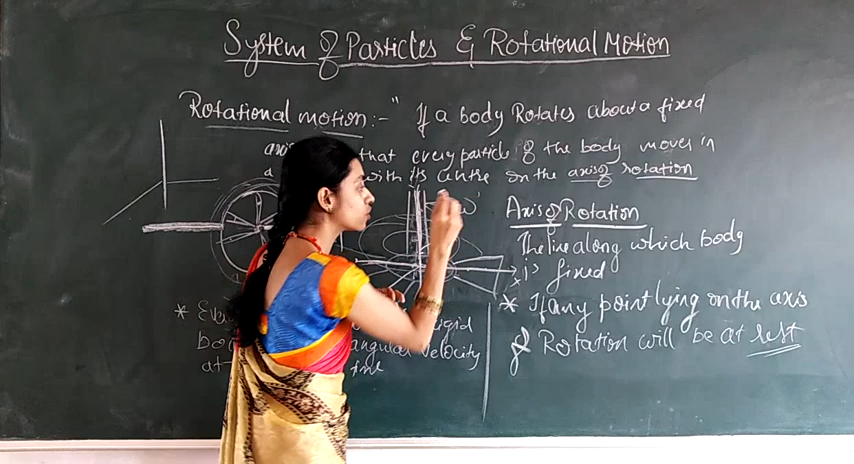 System of Particles & Rotational Motion
Rotational motion:- " If a body Rotates about a fixed
that every particle of the body moves in
a with its centre on the axis of rotation
ω
Axis of Rotation
The line along which body
is fixed
x
* If any point lying on the axis
of Rotation will be at rest
* rigid
angular velocity
at